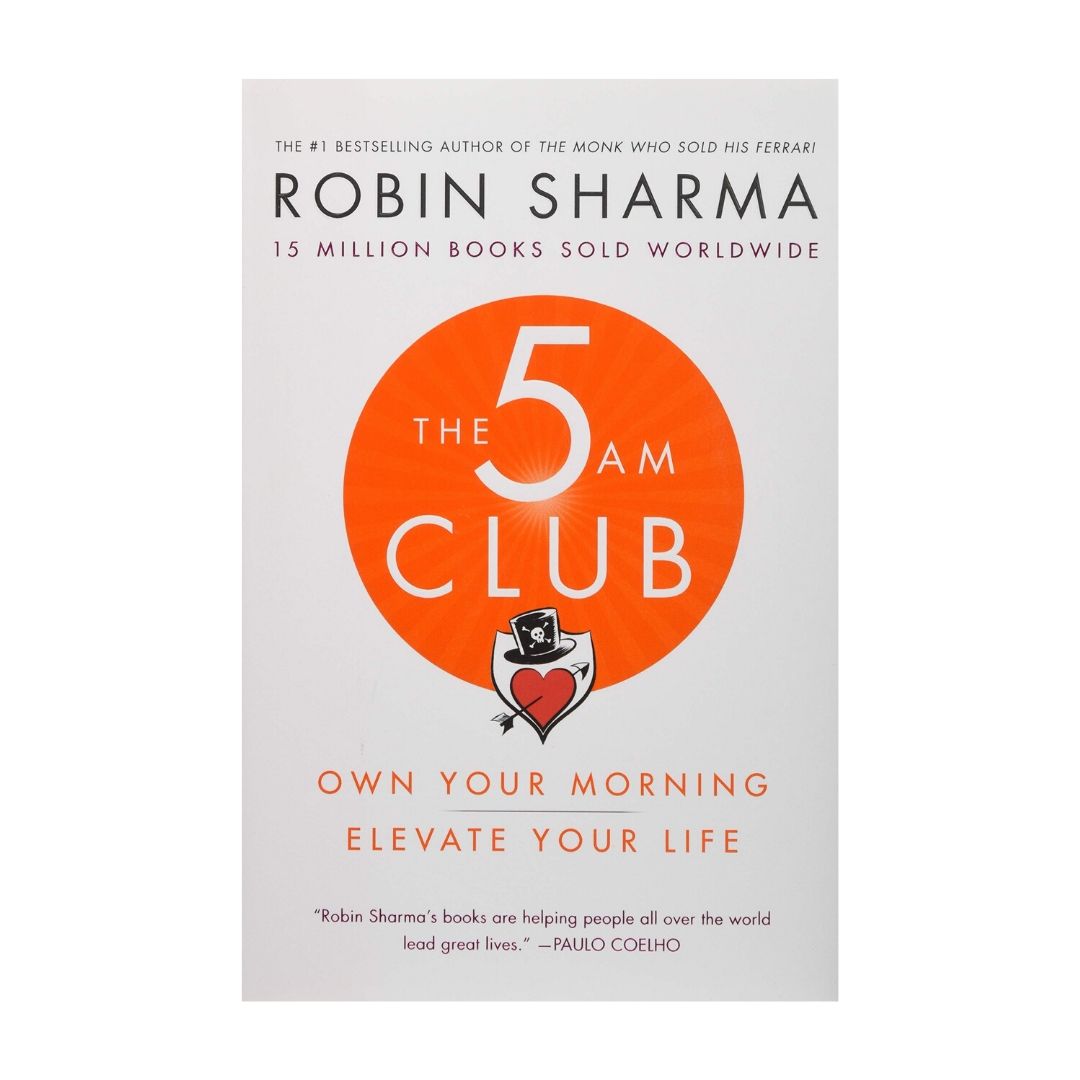 THE #1 BESTSELLING AUTHOR OF THE MONK WHO SOLD HIS FERRARI
ROBIN SHARMA
15 MILLION BOOKS SOLD WORLDWIDE
THE 5 AM
CLUB
OWN YOUR MORNING
ELEVATE YOUR LIFE
“Robin Sharma’s books are helping people all over the world
lead great lives.” —PAULO COELHO